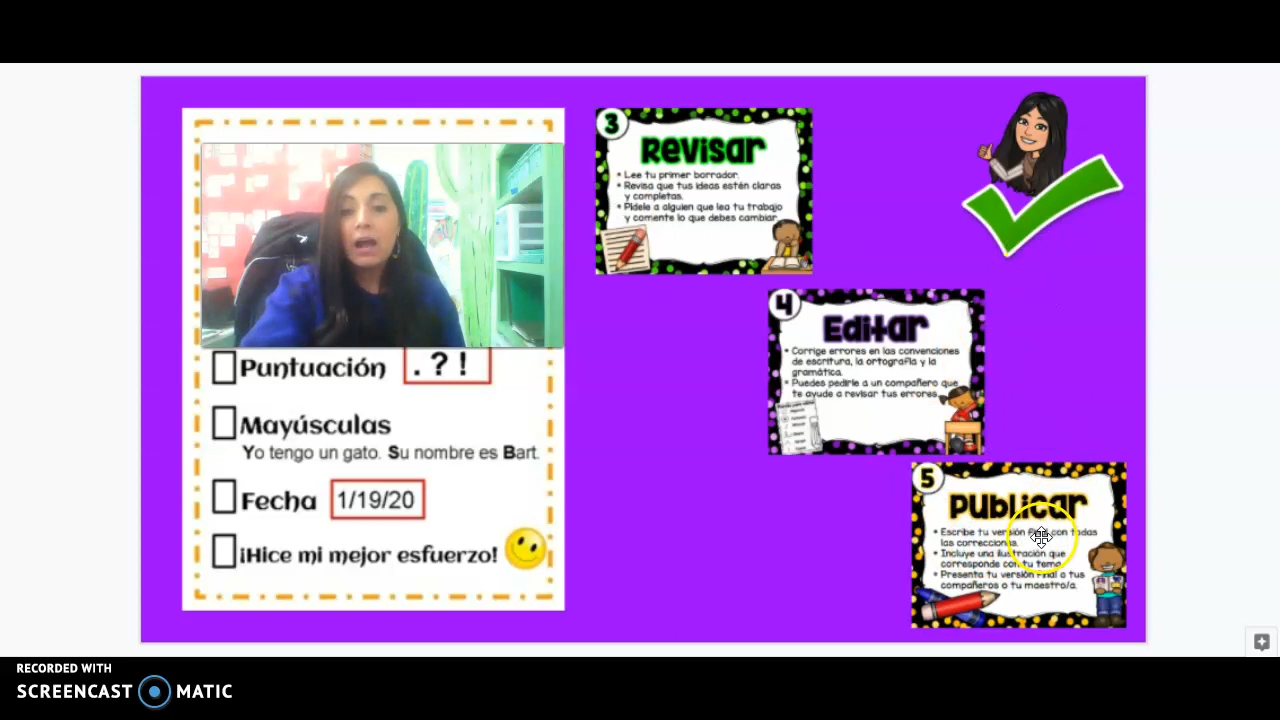 Puntuación . ? !
Mayúsculas
Yo tengo un gato. Su nombre es Bart.
Fecha 1/19/20
¡Hice mi mejor esfuerzo!
3
Revisar
• Lee tu primer borrador.
• Revisa que tus ideas estén claras
y completas.
• Pídele a alguien que lea tu trabajo
y comente lo que debes cambiar.
4
Editar
• Corrige errores en las convenciones
de escritura, la ortografía y la
gramática.
• Puedes pedirle a un compañero que
te ayude a revisar tus errores.
5
Publicar
• Escribe tu versión final con todas
las correcciones.
• Incluye una ilustración que
corresponde con tu tema.
• Presenta tu versión final a tus
compañeros o tu maestro/a.
RECORDED WITH
SCREENCAST MATIC